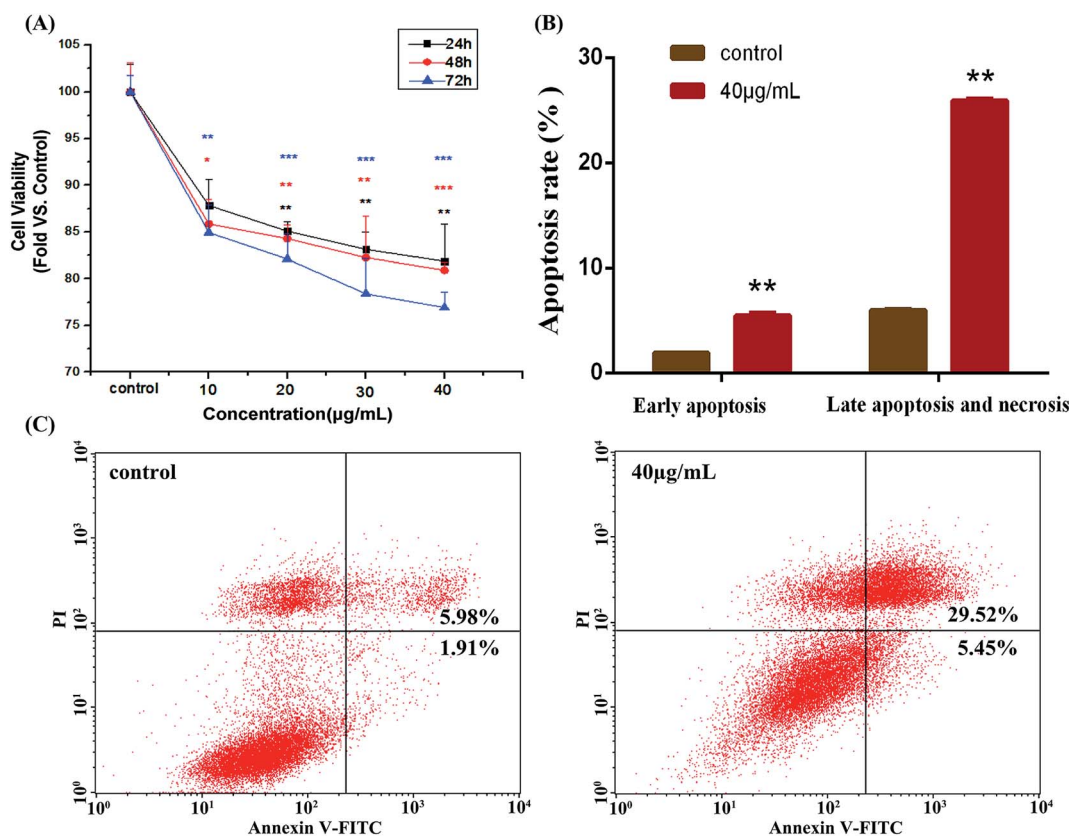 (A)
105
100
95
90
85
80
75
70
Cell Viability
(Fold VS. Control)
24h
48h
72h
**
*
***
**
**
***
**
**
***
***
**
control
10
20
30
40
Concentration(μg/mL)
(B)
30
20
10
0
Apoptosis rate (%)
control
40μg/mL
**
**
Early apoptosis
Late apoptosis and necrosis
(C)
control
10⁴
10³
10²
10¹
10⁰
PI
5.98%
1.91%
10⁰
10¹
10²
10³
10⁴
Annexin V-FITC
40μg/mL
10⁴
10³
10²
10¹
10⁰
PI
29.52%
5.45%
10⁰
10¹
10²
10³
10⁴
Annexin V-FITC